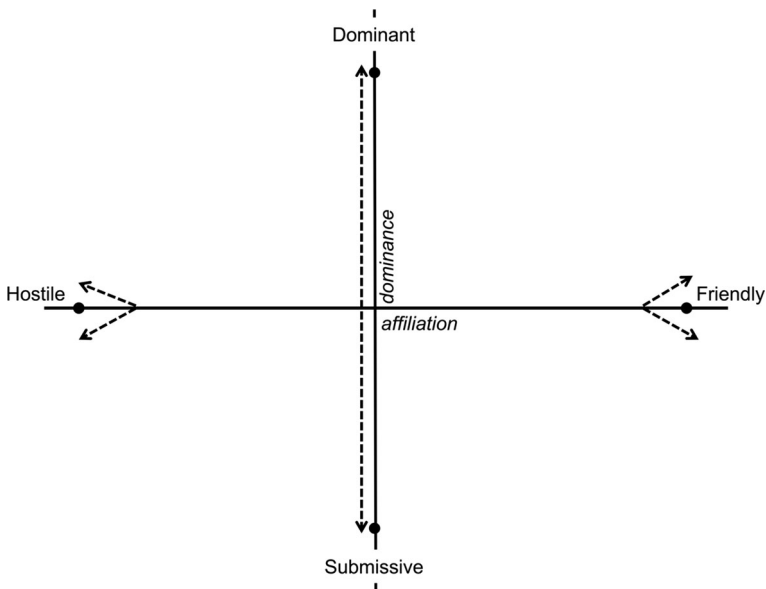 Dominant
dominance
Hostile
Friendly
affiliation
Submissive